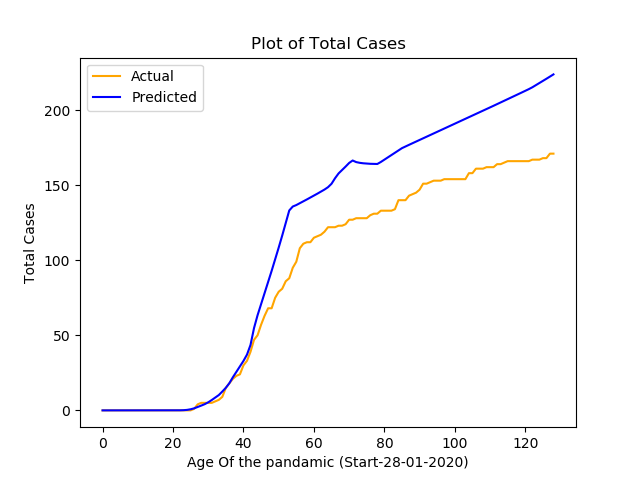 Plot of Total Cases
Actual
Predicted
Total Cases
200
150
100
50
0
0 20 40 60 80 100 120
Age Of the pandamic (Start-28-01-2020)